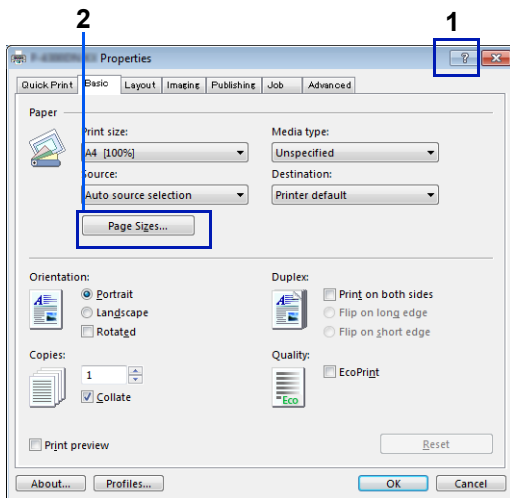 2 1
Properties
?
Quick Print Basic Layout Imaging Publishing Job Advanced
Paper
Print size: Media type:
A4 [100%] Unspecified
Source: Destination:
Auto source selection Printer default
Page Sizes...
Orientation: Duplex:
Portrait Print on both sides
Landscape Flip on long edge
Rotated Flip on short edge
Copies: Quality:
1 EcoPrint
Collate Eco
Print preview Reset
About... Profiles... OK Cancel